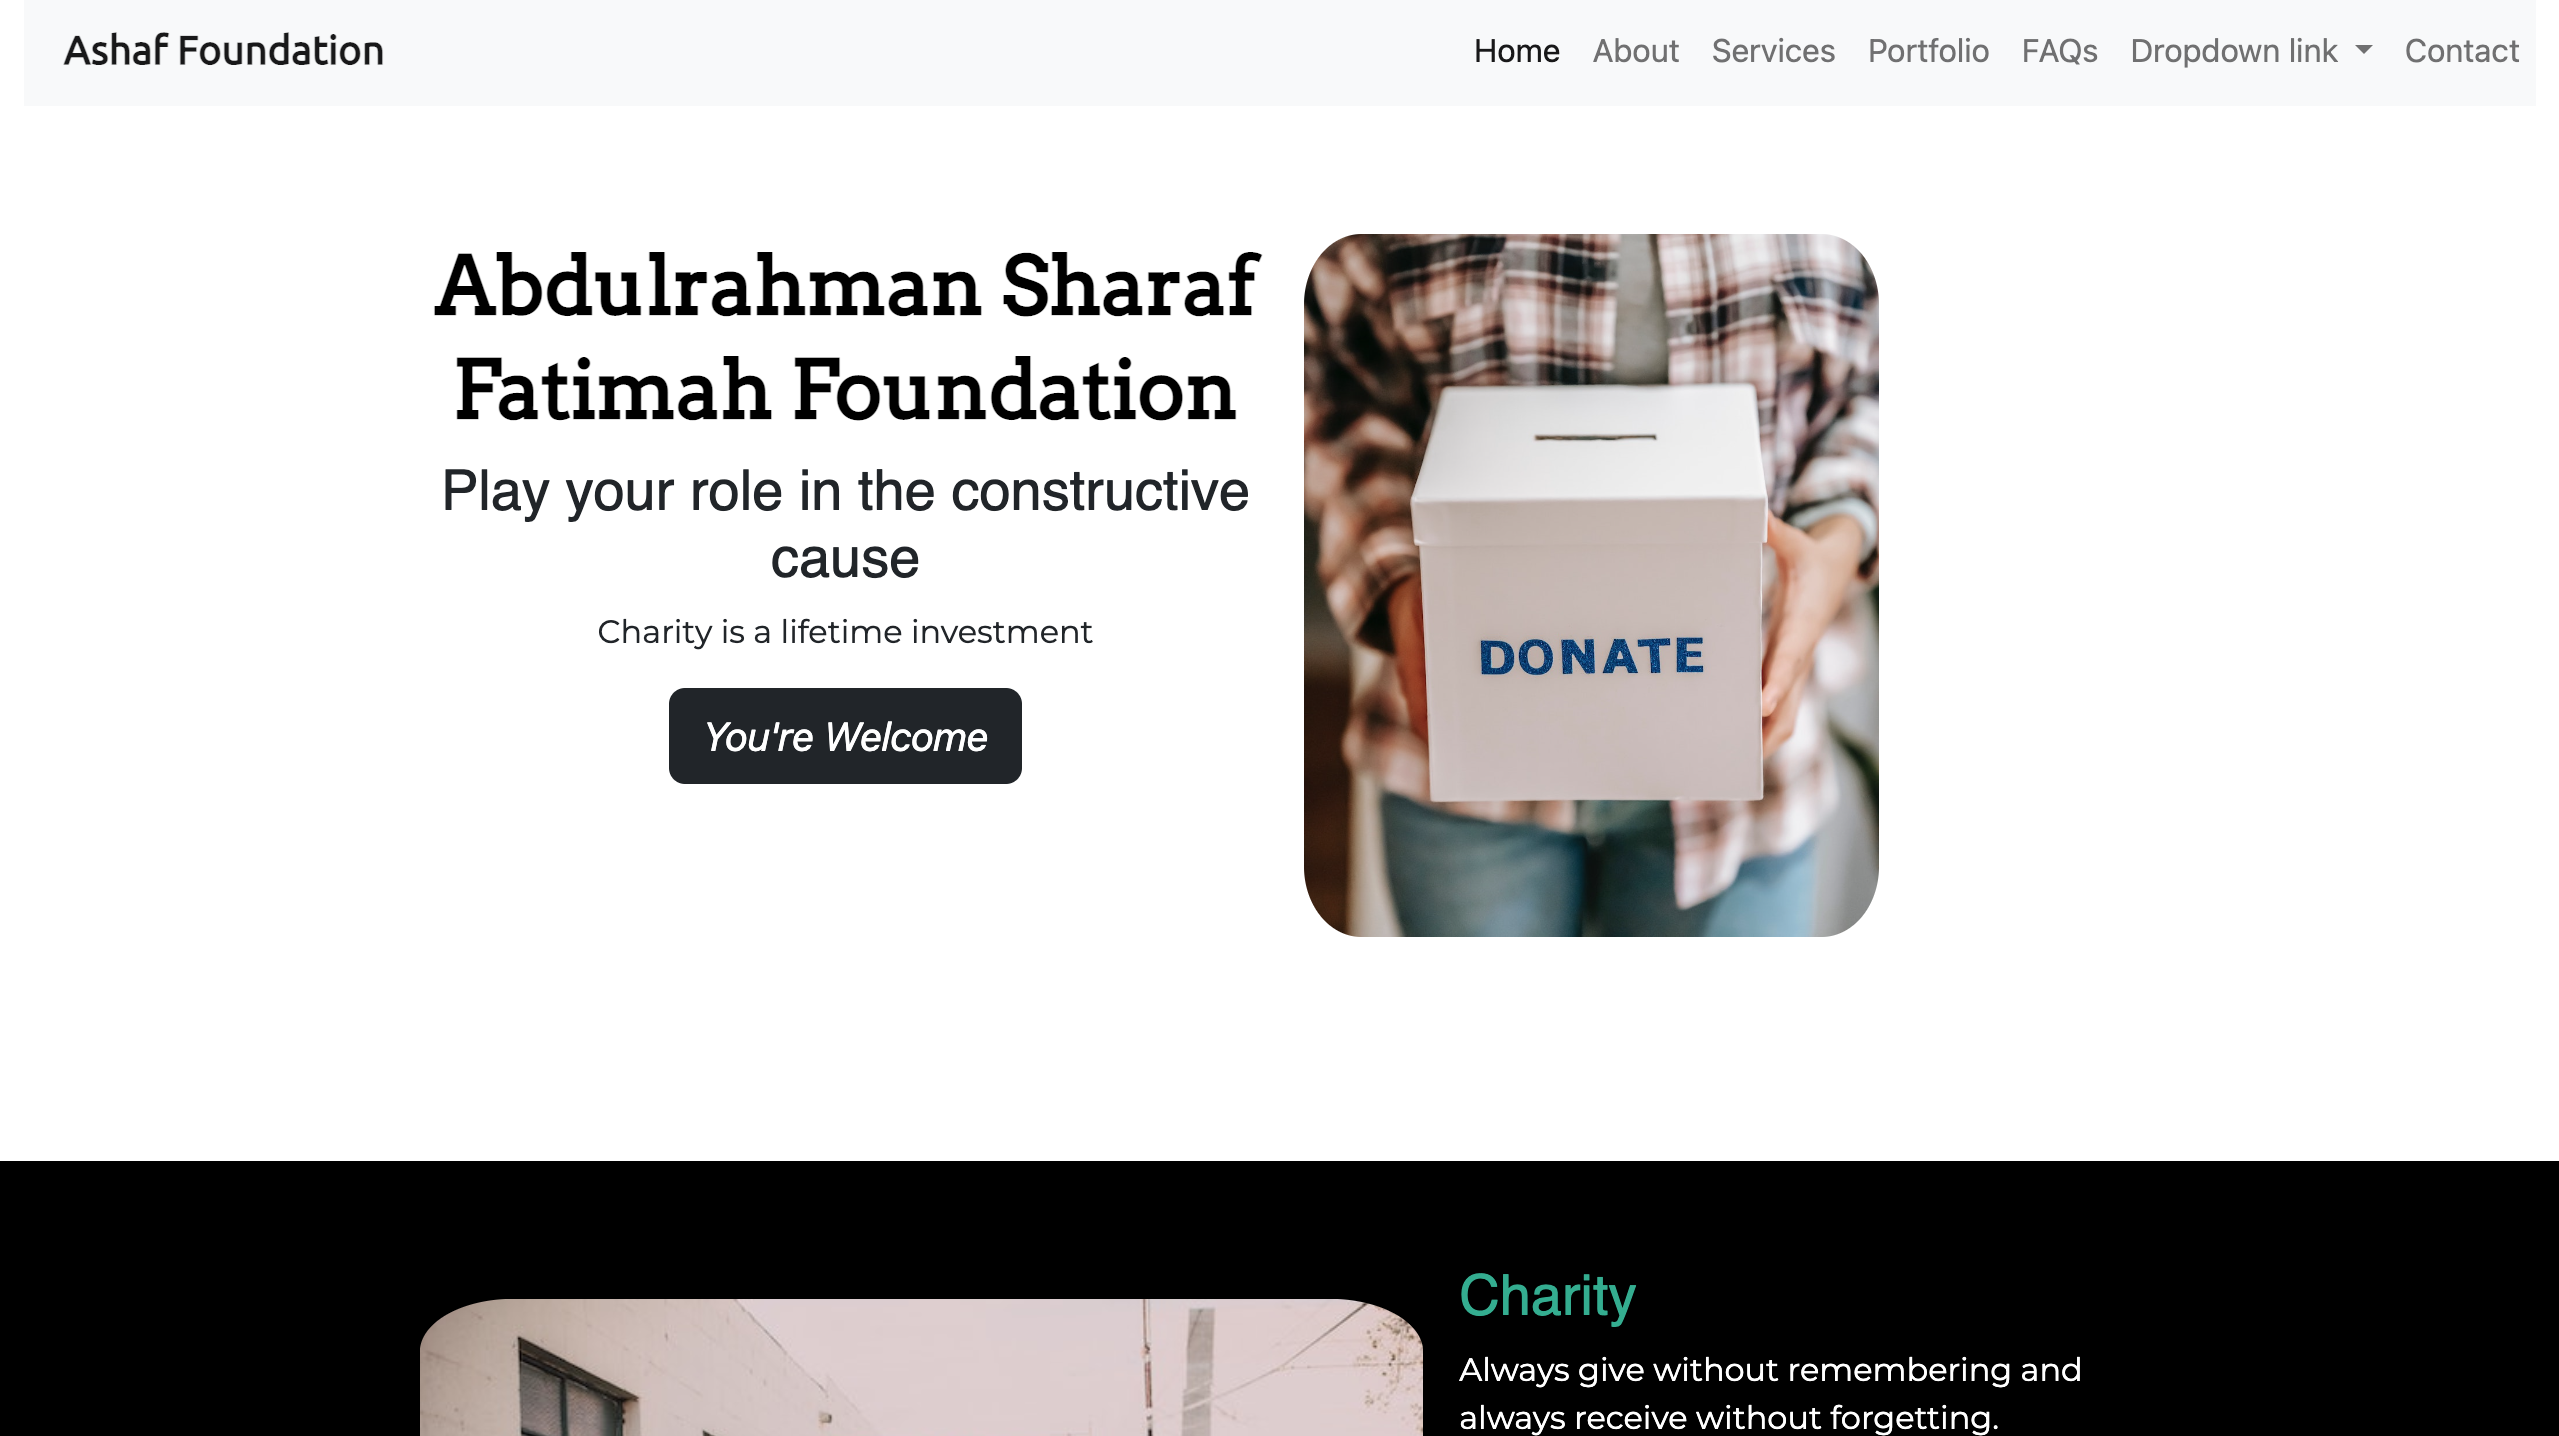 Ashaf Foundation
Home About Services Portfolio FAQs Dropdown link Contact
Abdulrahman Sharaf
Fatimah Foundation
Play your role in the constructive
cause
Charity is a lifetime investment
You're Welcome
DONATE
Charity
Always give without remembering and
always receive without forgetting.